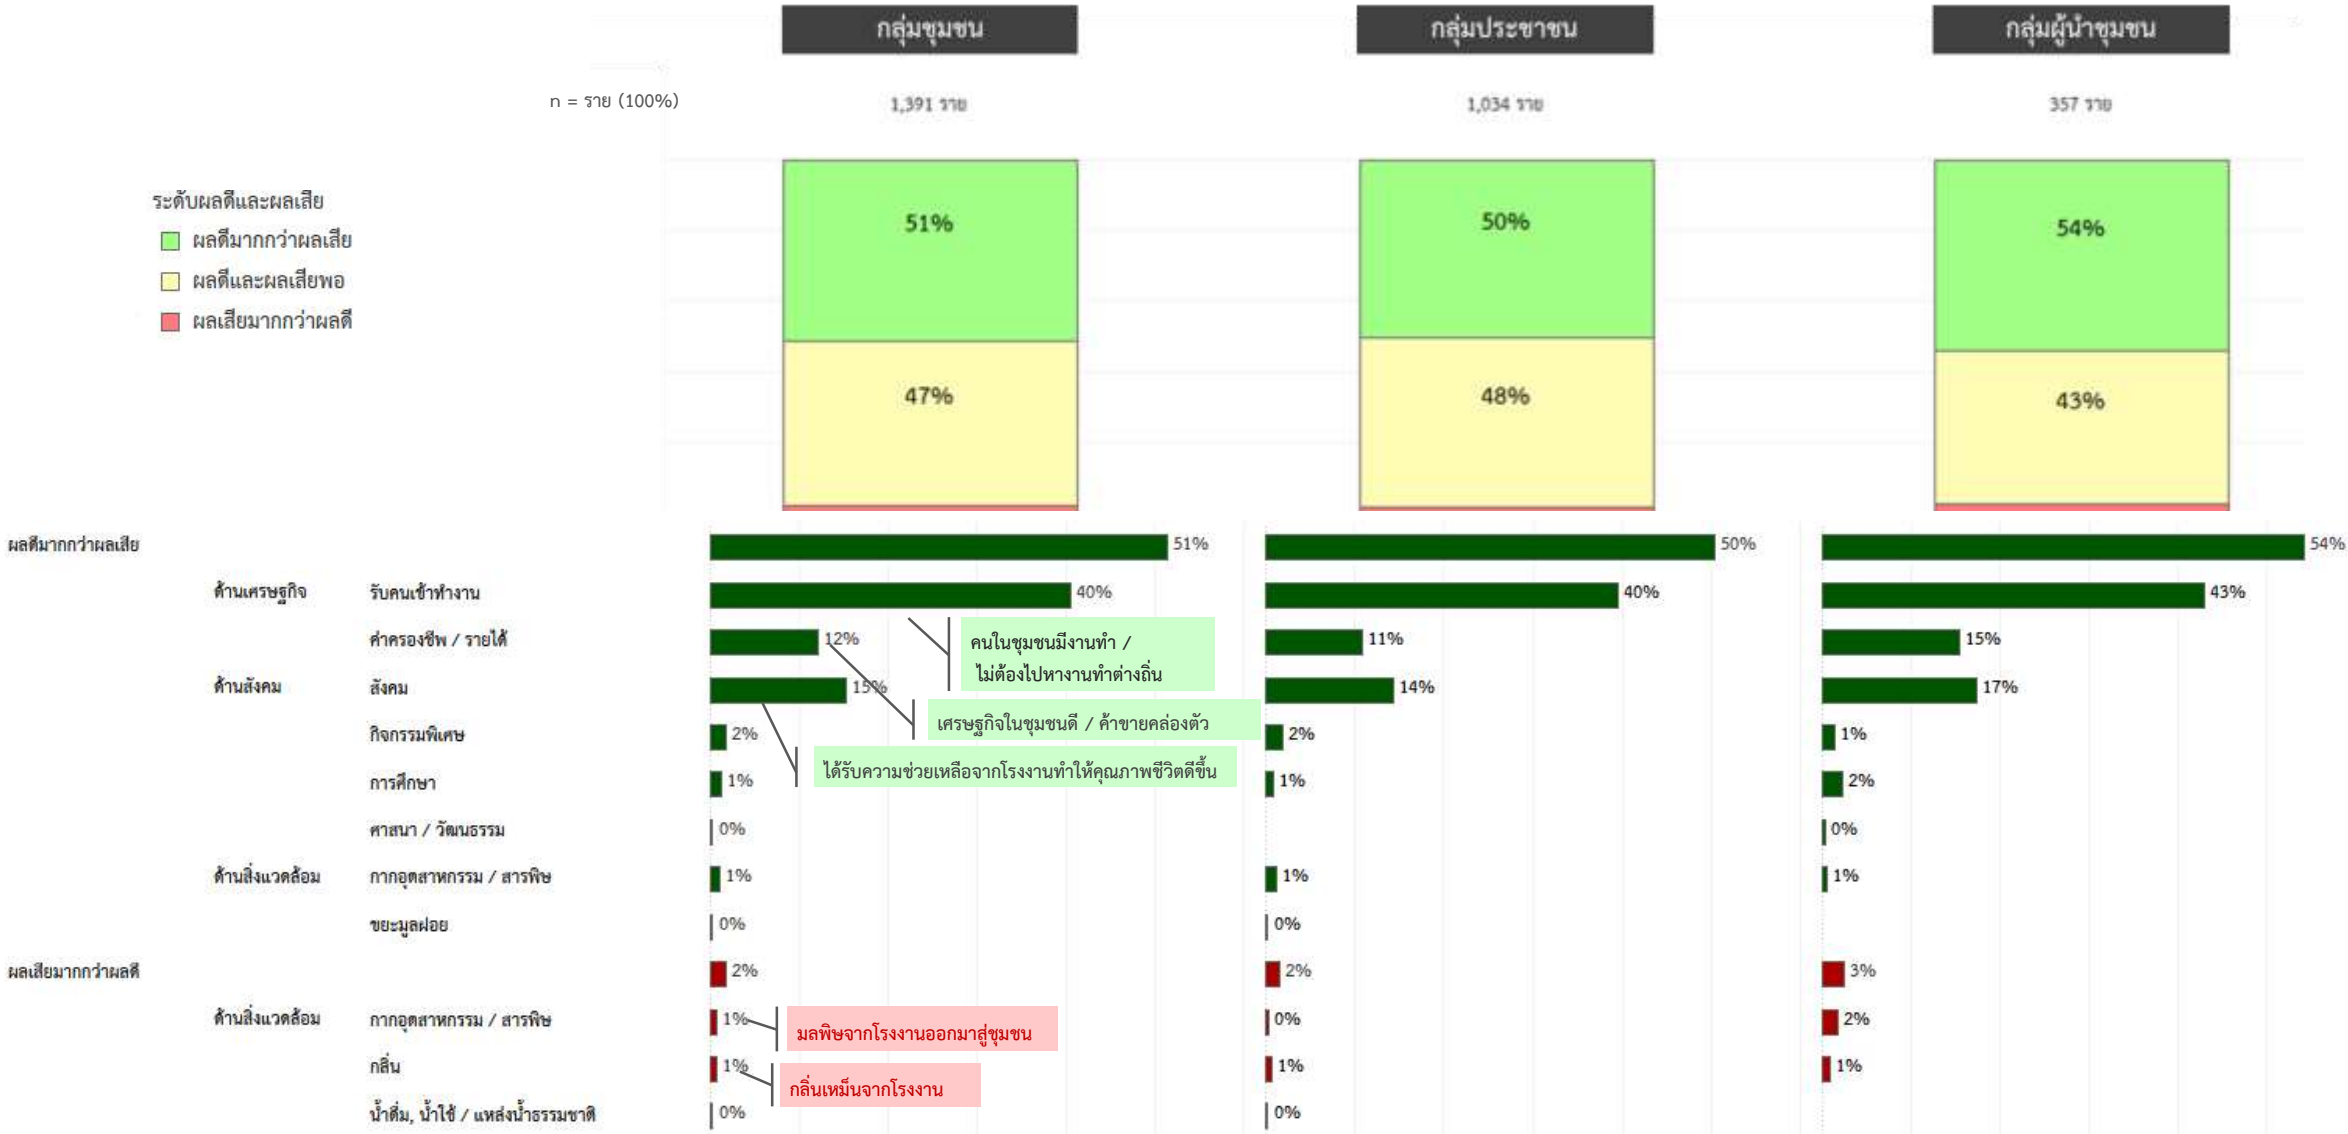 กลุ่มชุมชน กลุ่มประชาชน กลุ่มผู้นำชุมชน
n = ราย (100%) 1,391 ราย 1,034 ราย 357 ราย
ระดับผลดีและผลเสีย
ผลดีมากกว่าผลเสีย
ผลดีและผลเสียพอ
ผลเสียมากกว่าผลดี
51% 50% 54%
47% 48% 43%
ผลดีมากกว่าผลเสีย 51% 50% 54%
ด้านเศรษฐกิจ รับคนเข้าทำงาน 40% 40% 43%
ค่าครองชีพ / รายได้ 12% 11% 15%
คนในชุมชนมีงานทำ /
ไม่ต้องไปหางานทำต่างถิ่น
ด้านสังคม สังคม 15% 14% 17%
เศรษฐกิจในชุมชนดี / ค้าขายคล่องตัว
กิจกรรมพิเศษ 2% 2% 1%
ได้รับความช่วยเหลือจากโรงงานทำให้คุณภาพชีวิตดีขึ้น
การศึกษา 1% 1% 2%
ศาสนา / วัฒนธรรม 0% 0%
ด้านสิ่งแวดล้อม กากอุตสาหกรรม / สารพิษ 1% 1% 1%
ขยะมูลฝอย 0% 0%
ผลเสียมากกว่าผลดี 2% 2% 3%
ด้านสิ่งแวดล้อม กากอุตสาหกรรม / สารพิษ 1% 0% 2%
มลพิษจากโรงงานออกมาสู่ชุมชน
กลิ่น 1% 1% 1%
กลิ่นเหม็นจากโรงงาน
น้ำดื่ม, น้ำใช้ / แหล่งน้ำธรรมชาติ 0% 0%